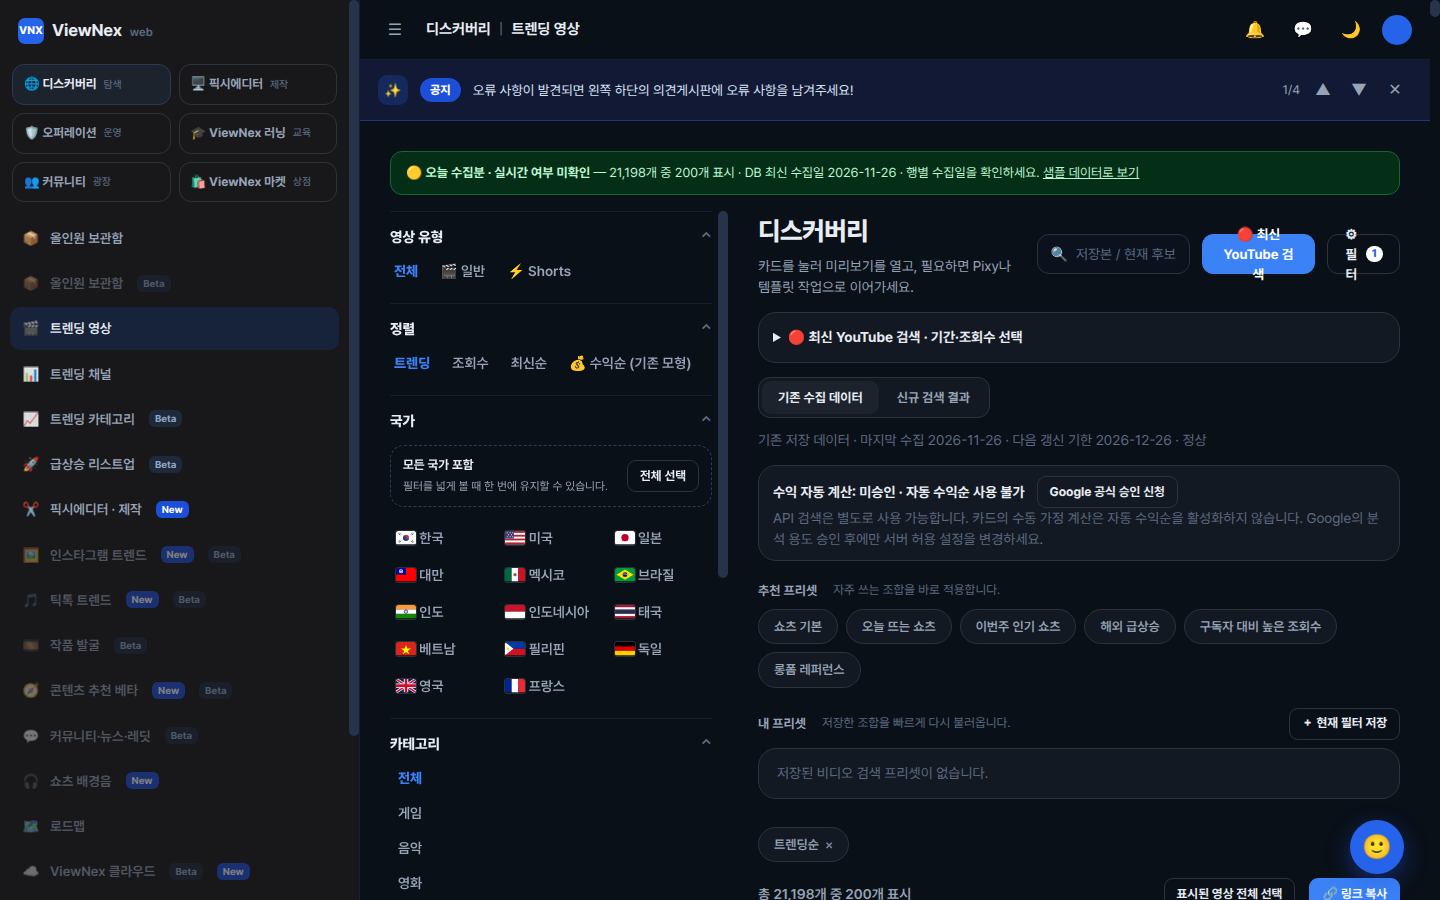 VNX ViewNex web
디스커버리 탐색
픽시에디터 제작
오퍼레이션 운영
ViewNex 러닝 교육
커뮤니티 광장
ViewNex 마켓 상점
올인원 보관함
올인원 보관함 Beta
트렌딩 영상
트렌딩 채널
트렌딩 카테고리 Beta
급상승 리스트업 Beta
픽시에디터 · 제작 New
인스타그램 트렌드 New Beta
틱톡 트렌드 New Beta
작품 발굴 Beta
콘텐츠 추천 베타 New Beta
커뮤니티·뉴스·레딧 Beta
쇼츠 배경음 New
로드맵
ViewNex 클라우드 Beta New
디스커버리 | 트렌딩 영상
공지 오류 사항이 발견되면 왼쪽 하단의 의견게시판에 오류 사항을 남겨주세요!
1/4
오늘 수집분 · 실시간 여부 미확인 — 21,198개 중 200개 표시 · DB 최신 수집일 2026-11-26 · 행별 수집일을 확인하세요. 샘플 데이터로 보기
영상 유형
전체 일반 Shorts
정렬
트렌딩 조회수 최신순 수익순 (기존 모형)
국가
모든 국가 포함
필터를 넓게 볼 때 한 번에 유지할 수 있습니다.
전체 선택
한국 미국 일본
대만 멕시코 브라질
인도 인도네시아 태국
베트남 필리핀 독일
영국 프랑스
카테고리
전체
게임
음악
영화
디스커버리
카드를 눌러 미리보기를 열고, 필요하면 Pixy나
템플릿 작업으로 이어가세요.
저장본 / 현재 후보
최신
YouTube 검
색
필
터
1
최신 YouTube 검색 · 기간·조회수 선택
기존 수집 데이터 신규 검색 결과
기존 저장 데이터 · 마지막 수집 2026-11-26 · 다음 갱신 기한 2026-12-26 · 정상
수익 자동 계산: 미승인 · 자동 수익순 사용 불가 Google 공식 승인 신청
API 검색은 별도로 사용 가능합니다. 카드의 수동 가정 계산은 자동 수익순을 활성화하지 않습니다. Google의 분
석 용도 승인 후에만 서버 허용 설정을 변경하세요.
추천 프리셋 자주 쓰는 조합을 바로 적용합니다.
쇼츠 기본 오늘 뜨는 쇼츠 이번주 인기 쇼츠 해외 급상승 구독자 대비 높은 조회수
롱폼 레퍼런스
내 프리셋 저장한 조합을 빠르게 다시 불러옵니다.
+ 현재 필터 저장
저장된 비디오 검색 프리셋이 없습니다.
트렌딩순 ×
총 21,198개 중 200개 표시
표시된 영상 전체 선택
링크 복사